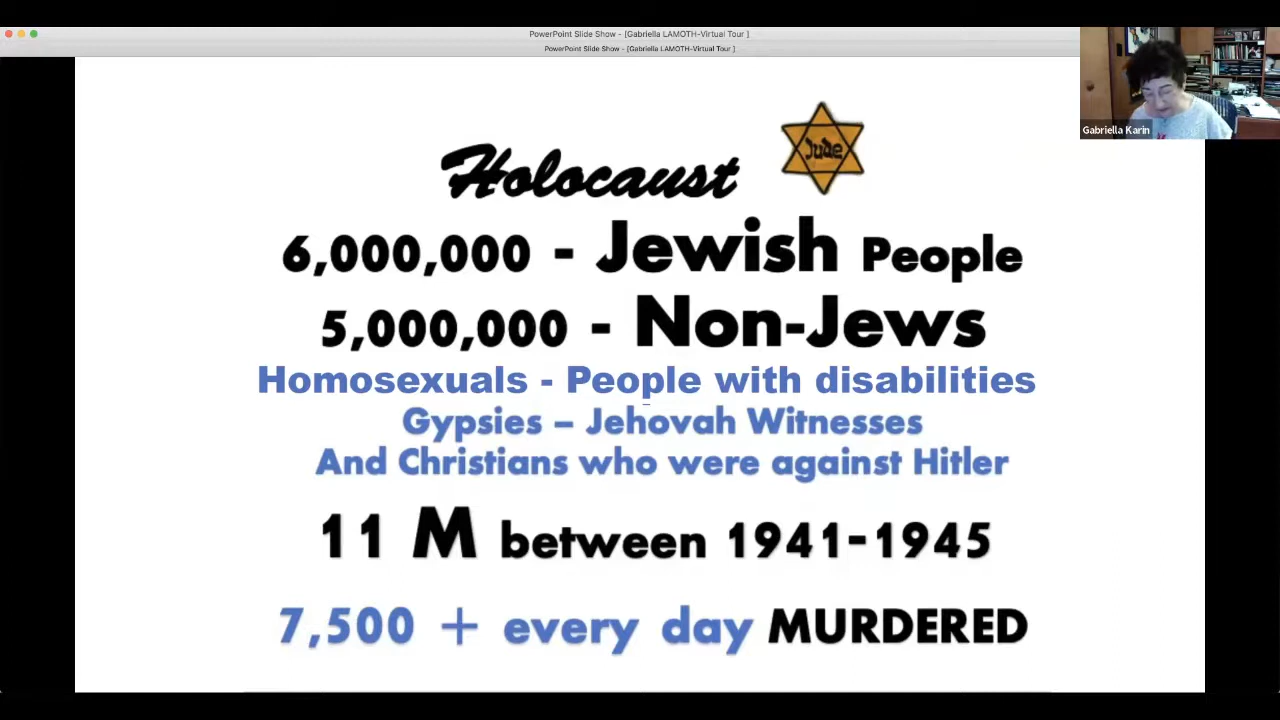 PowerPoint Slide Show - [Gabriella LAMOTH-Virtual Tour ]
PowerPoint Slide Show - [Gabriella LAMOTH-Virtual Tour ]
Gabriella Karin
Holocaust
Jude
6,000,000 - Jewish People
5,000,000 - Non-Jews
Homosexuals - People with disabilities
Gypsies – Jehovah Witnesses
And Christians who were against Hitler
11 M between 1941-1945
7,500 + every day MURDERED